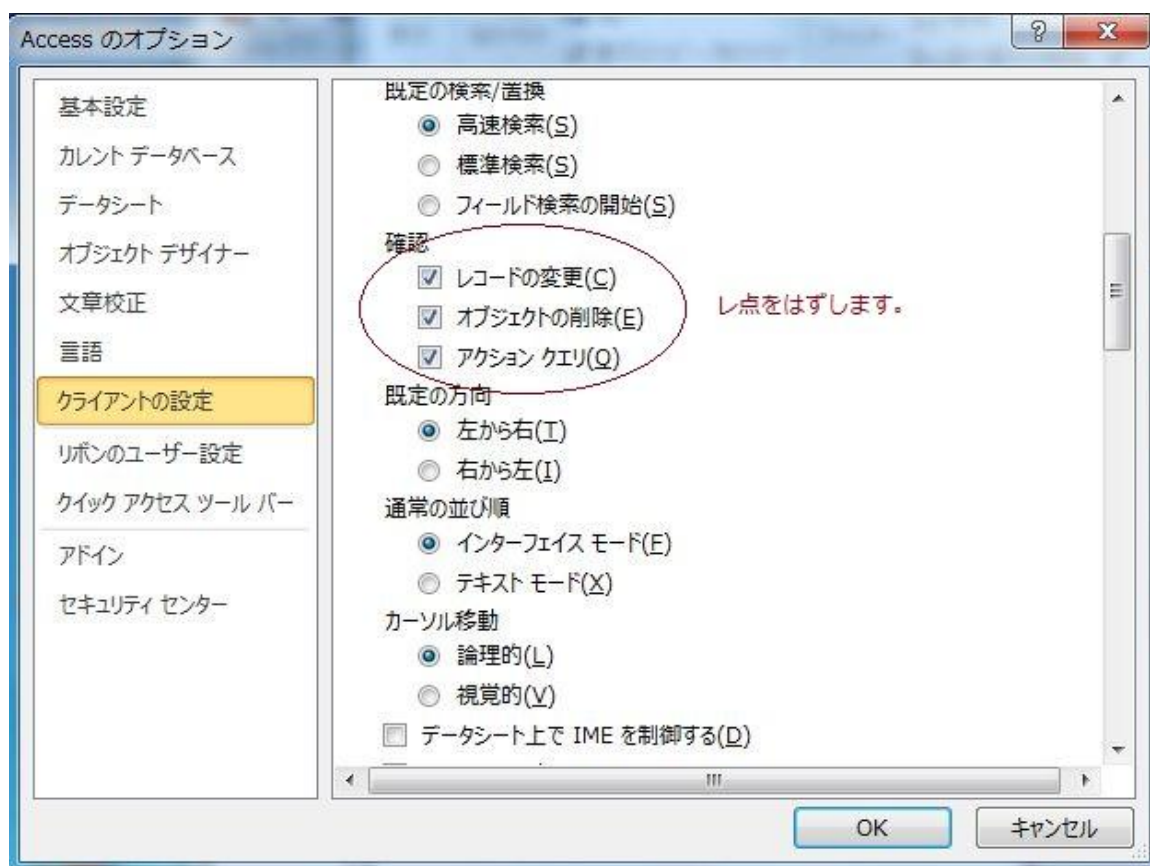 Access のオプション
基本設定
カレント データベース
データシート
オブジェクト デザイナー
文章校正
言語
クライアントの設定
リボンのユーザー設定
クイック アクセス ツール バー
アドイン
セキュリティ センター
既定の検索/置換
高速検索(S)
標準検索(S)
フィールド検索の開始(S)
確認
レコードの変更(C)
オブジェクトの削除(E)
アクション クエリ(Q)
レ点をはずします。
既定の方向
左から右(T)
右から左(I)
通常の並び順
インターフェイス モード(F)
テキスト モード(X)
カーソル移動
論理的(L)
視覚的(V)
データシート上で IME を制御する(D)
OK
キャンセル